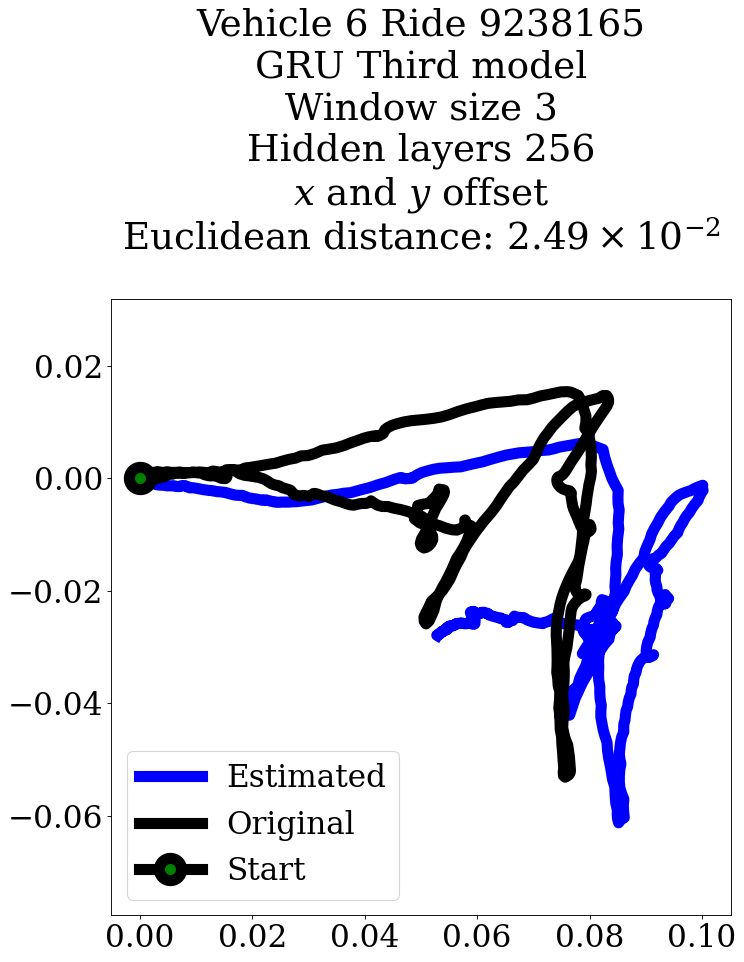 Vehicle 6 Ride 9238165
GRU Third model
Window size 3
Hidden layers 256
x and y offset
Euclidean distance: 2.49 × 10⁻²
0.02
0.00
−0.02
−0.04
−0.06
Estimated
Original
Start
0.00 0.02 0.04 0.06 0.08 0.10